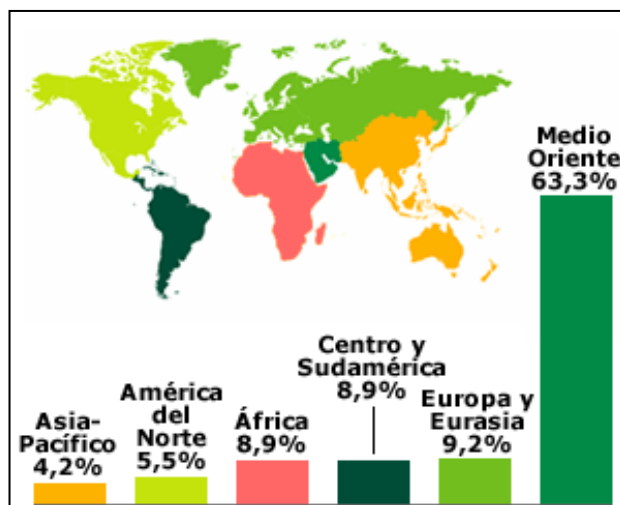 Asia-
Pacífico
4,2%
América
del
Norte
5,5%
África
8,9%
Centro y
Sudamérica
8,9%
Europa y
Eurasia
9,2%
Medio
Oriente
63,3%